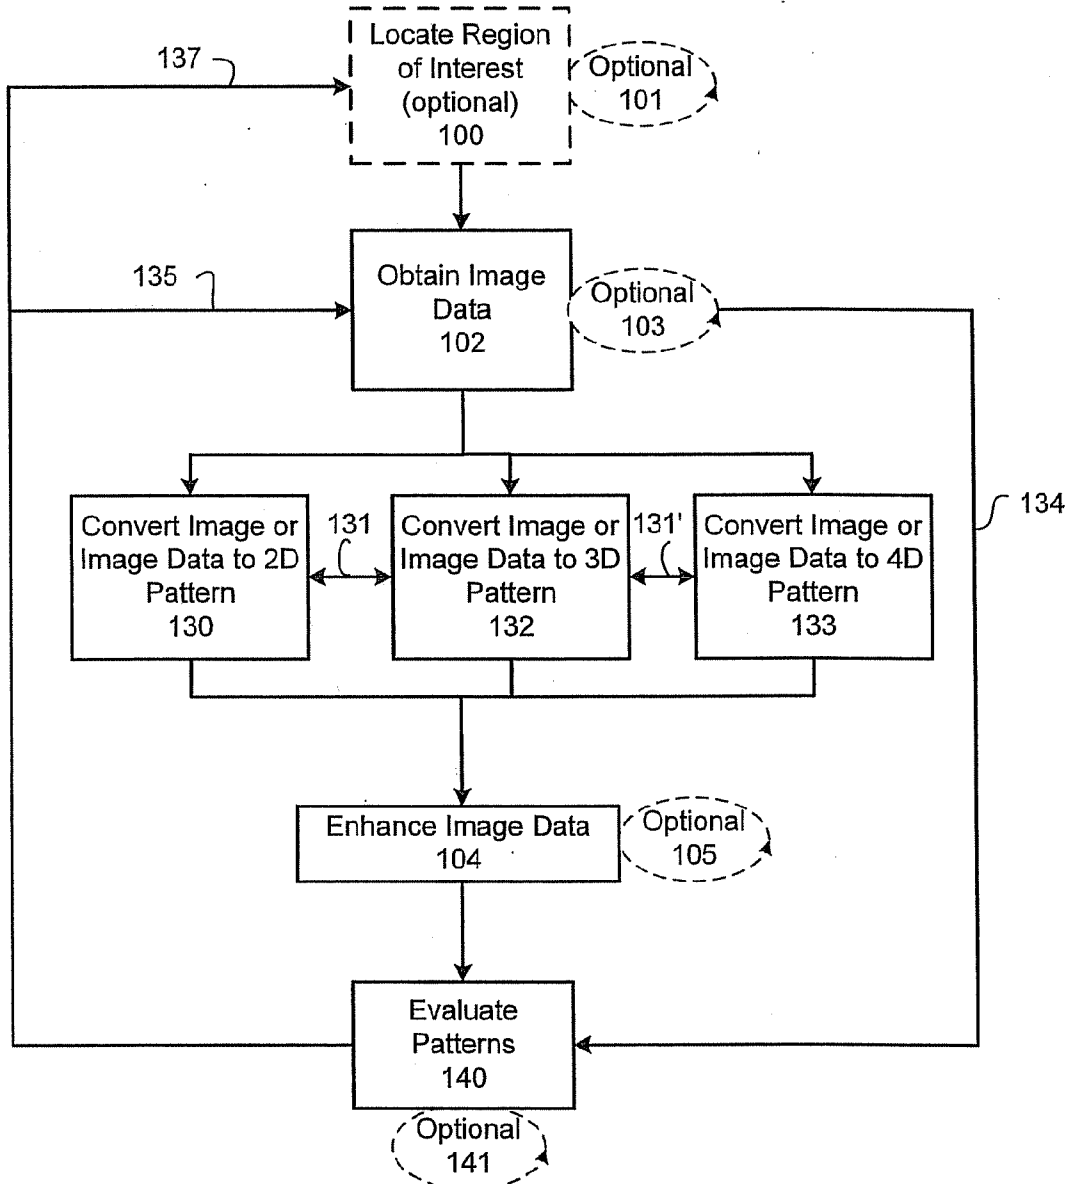 Locate Region
of Interest
(optional)
100
Optional
101
137
Obtain Image
Data
102
Optional
103
135
134
Convert Image or
Image Data to 2D
Pattern
130
131
Convert Image or
Image Data to 3D
Pattern
132
131'
Convert Image or
Image Data to 4D
Pattern
133
Enhance Image Data
104
Optional
105
Evaluate
Patterns
140
Optional
141